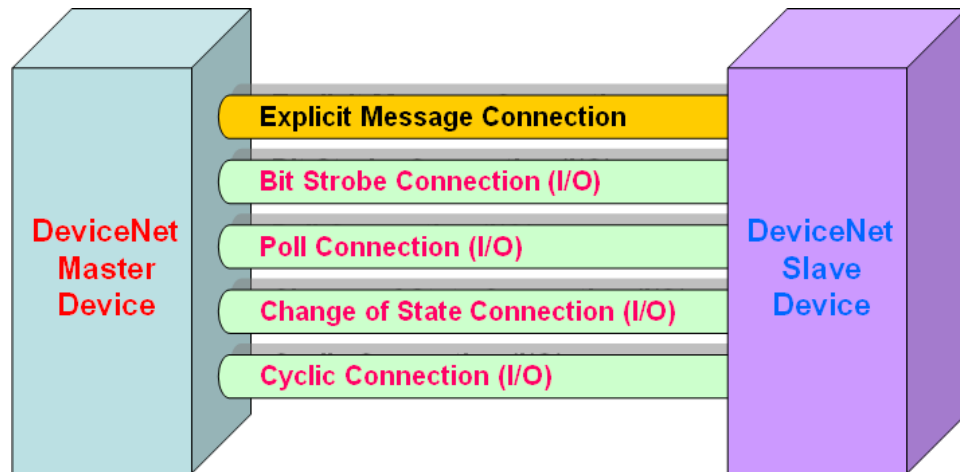 DeviceNet
Master
Device
Explicit Message Connection
Bit Strobe Connection (I/O)
Poll Connection (I/O)
Change of State Connection (I/O)
Cyclic Connection (I/O)
DeviceNet
Slave
Device